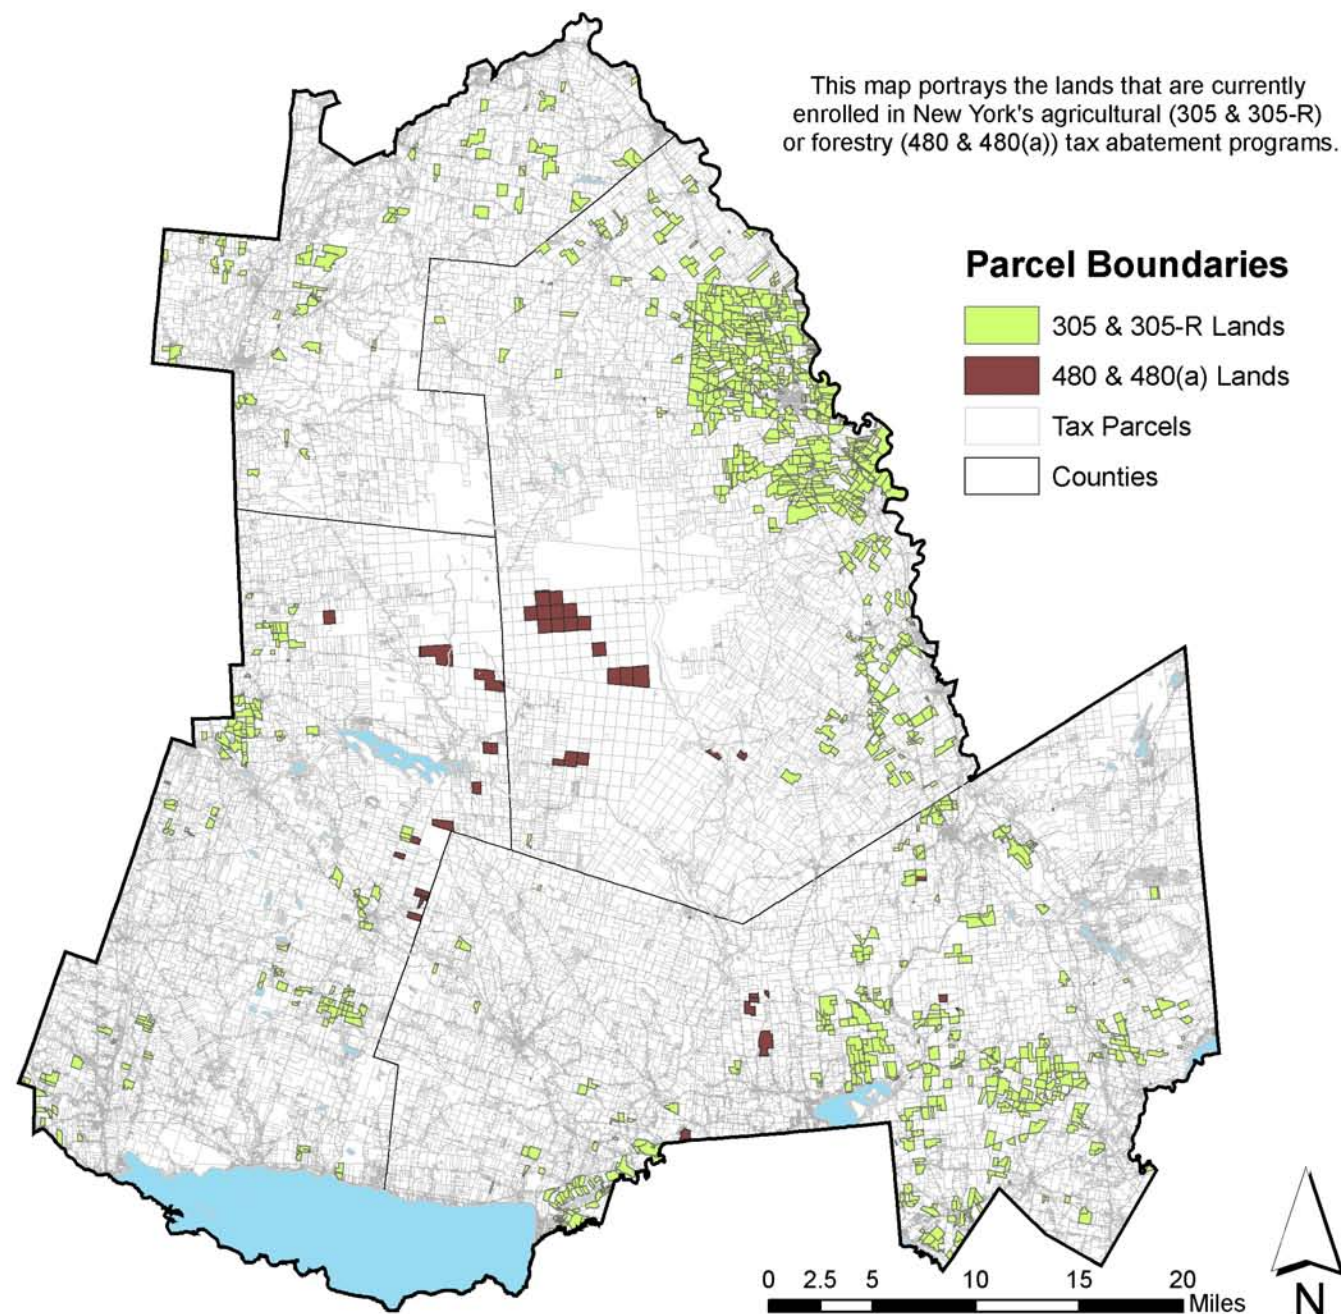 This map portrays the lands that are currently
enrolled in New York's agricultural (305 & 305-R)
or forestry (480 & 480(a)) tax abatement programs.
Parcel Boundaries
305 & 305-R Lands
480 & 480(a) Lands
Tax Parcels
Counties
0 2.5 5 10 15 20
Miles
N